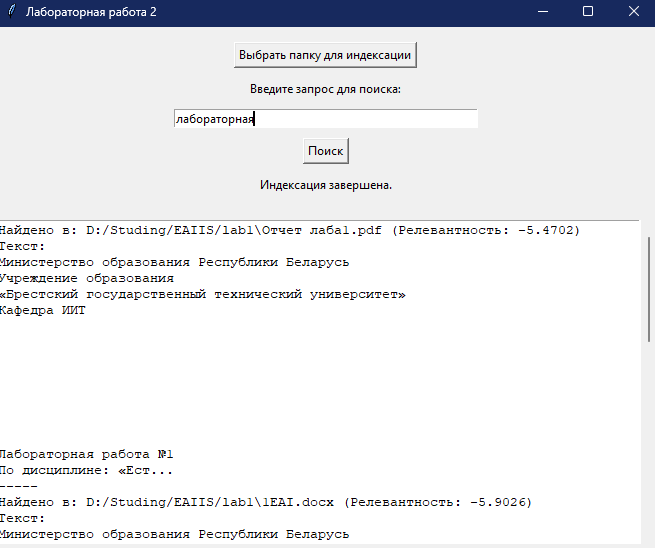 Лабораторная работа 2
Выбрать папку для индексации
Введите запрос для поиска:
лабораторная
Поиск
Индексация завершена.
Найдено в: D:/Studing/EAIIS/lab1\Отчет лаба1.pdf (Релевантность: -5.4702)
Текст:
Министерство образования Республики Беларусь
Учреждение образования
«Брестский государственный технический университет»
Кафедра ИИТ
Лабораторная работа №1
По дисциплине: «Ест...
-----
Найдено в: D:/Studing/EAIIS/lab1\1EAI.docx (Релевантность: -5.9026)
Текст:
Министерство образования Республики Беларусь